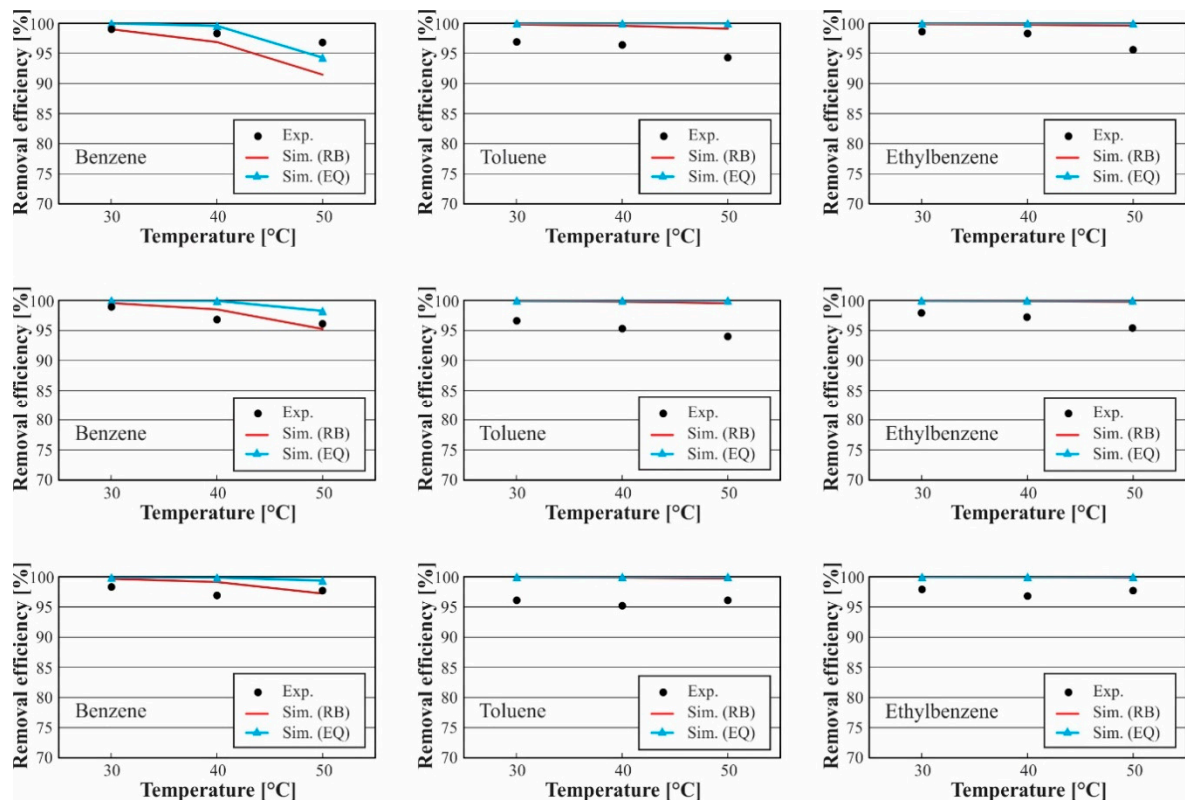 Removal efficiency [%]
100
95
90
85
80
75
70
Benzene
Exp.
Sim. (RB)
Sim. (EQ)
30 40 50
Temperature [°C]
Removal efficiency [%]
100
95
90
85
80
75
70
Toluene
Exp.
Sim. (RB)
Sim. (EQ)
30 40 50
Temperature [°C]
Removal efficiency [%]
100
95
90
85
80
75
70
Ethylbenzene
Exp.
Sim. (RB)
Sim. (EQ)
30 40 50
Temperature [°C]
Removal efficiency [%]
100
95
90
85
80
75
70
Benzene
Exp.
Sim. (RB)
Sim. (EQ)
30 40 50
Temperature [°C]
Removal efficiency [%]
100
95
90
85
80
75
70
Toluene
Exp.
Sim. (RB)
Sim. (EQ)
30 40 50
Temperature [°C]
Removal efficiency [%]
100
95
90
85
80
75
70
Ethylbenzene
Exp.
Sim. (RB)
Sim. (EQ)
30 40 50
Temperature [°C]
Removal efficiency [%]
100
95
90
85
80
75
70
Benzene
Exp.
Sim. (RB)
Sim. (EQ)
30 40 50
Temperature [°C]
Removal efficiency [%]
100
95
90
85
80
75
70
Toluene
Exp.
Sim. (RB)
Sim. (EQ)
30 40 50
Temperature [°C]
Removal efficiency [%]
100
95
90
85
80
75
70
Ethylbenzene
Exp.
Sim. (RB)
Sim. (EQ)
30 40 50
Temperature [°C]